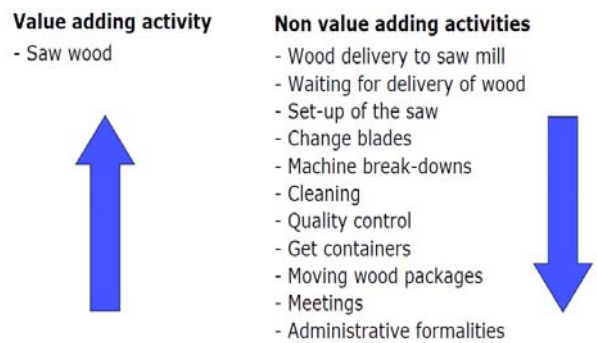 Value adding activity
- Saw wood
Non value adding activities
- Wood delivery to saw mill
- Waiting for delivery of wood
- Set-up of the saw
- Change blades
- Machine break-downs
- Cleaning
- Quality control
- Get containers
- Moving wood packages
- Meetings
- Administrative formalities